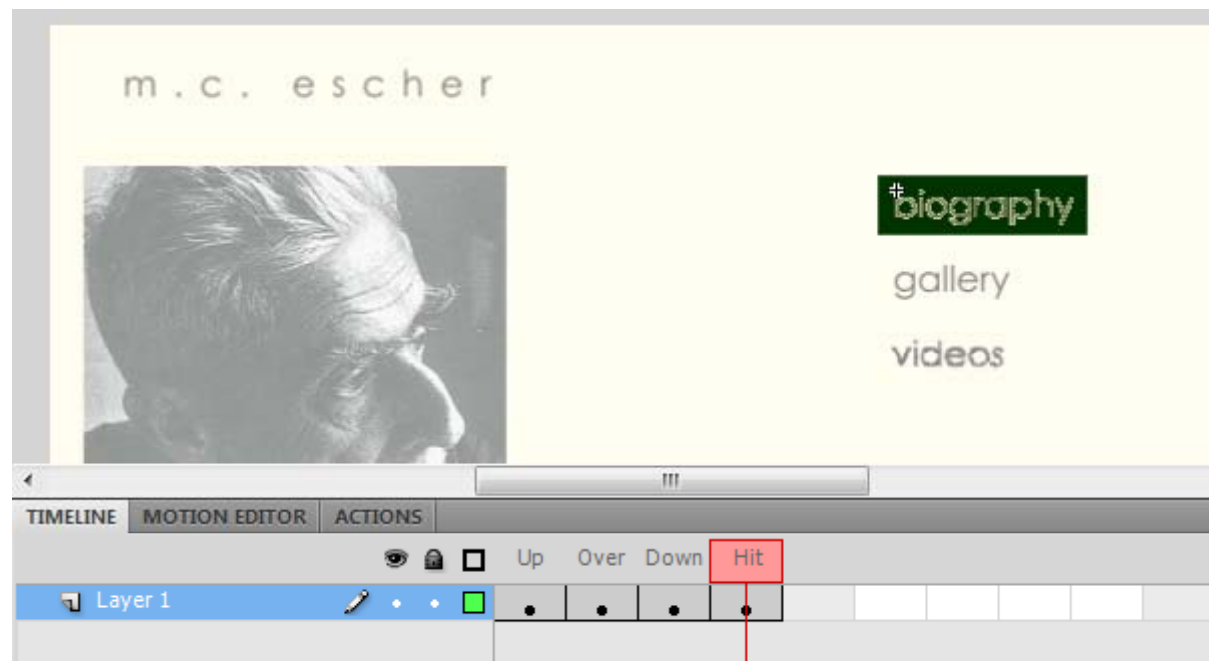 m.c. escher
biography
gallery
videos
TIMELINE MOTION EDITOR ACTIONS
Up Over Down Hit
Layer 1